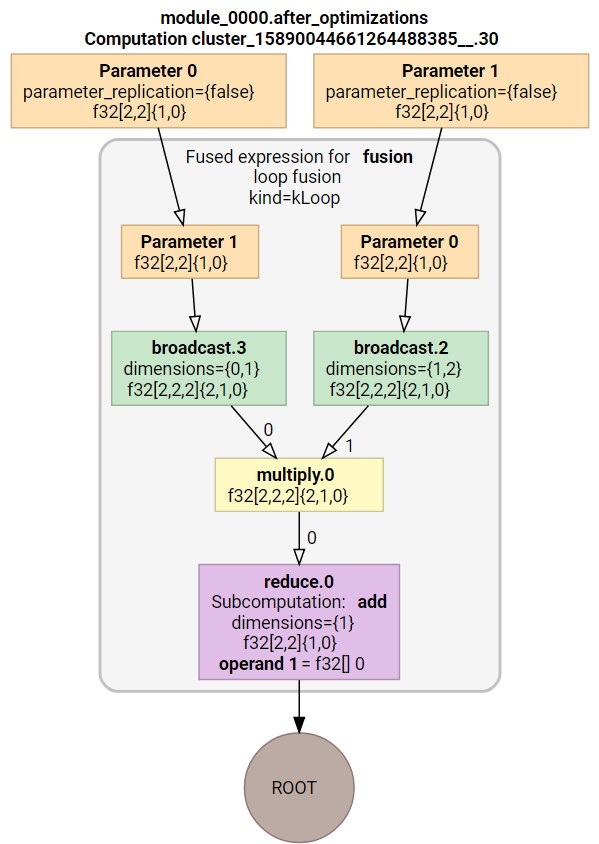 module_0000.after_optimizations
Computation cluster_15890044661264488385__.30
Parameter 0
parameter_replication={false}
f32[2,2]{1,0}
Parameter 1
parameter_replication={false}
f32[2,2]{1,0}
Fused expression for fusion
loop fusion
kind=kLoop
Parameter 1
f32[2,2]{1,0}
Parameter 0
f32[2,2]{1,0}
broadcast.3
dimensions={0,1}
f32[2,2,2]{2,1,0}
broadcast.2
dimensions={1,2}
f32[2,2,2]{2,1,0}
0
1
multiply.0
f32[2,2,2]{2,1,0}
0
reduce.0
Subcomputation: add
dimensions={1}
f32[2,2]{1,0}
operand 1 = f32[] 0
ROOT